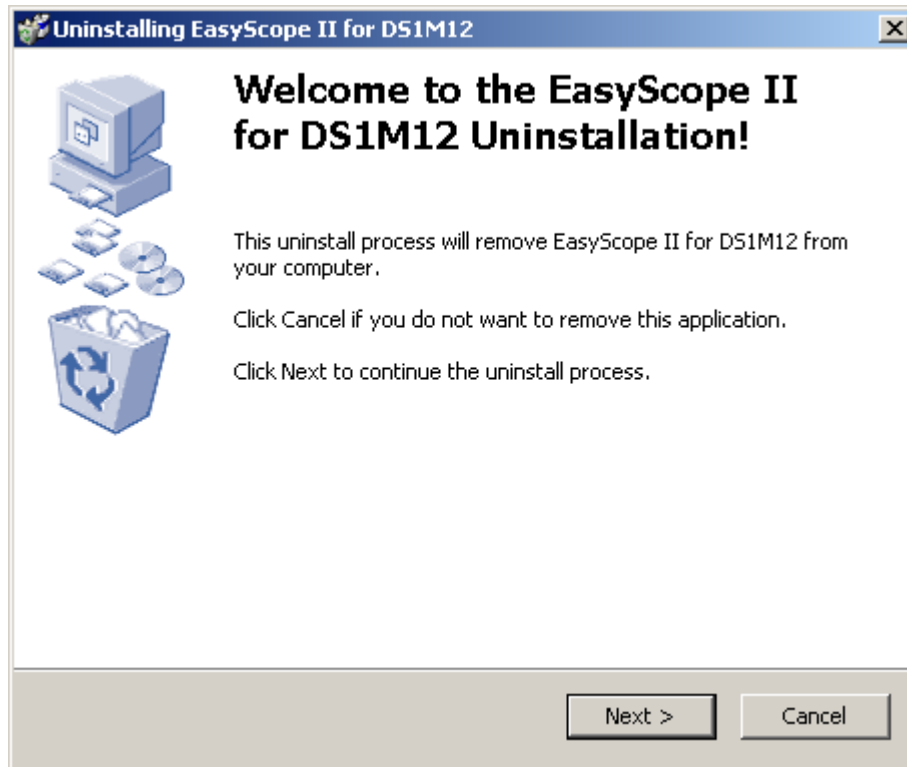 Uninstalling EasyScope II for DS1M12
Welcome to the EasyScope II
for DS1M12 Uninstallation!
This uninstall process will remove EasyScope II for DS1M12 from
your computer.
Click Cancel if you do not want to remove this application.
Click Next to continue the uninstall process.
Next >
Cancel